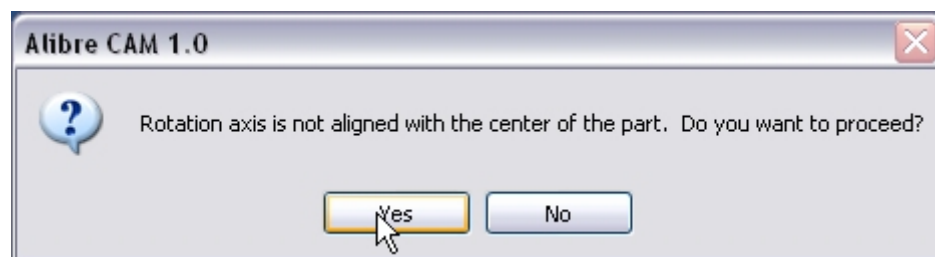 Alibre CAM 1.0
Rotation axis is not aligned with the center of the part. Do you want to proceed?
Yes No